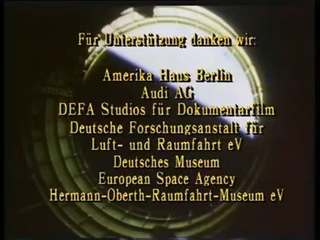 Für Unterstützung danken wir:
Amerika Haus Berlin
Audi AG
DEFA Studios für Dokumentarfilm
Deutsche Forschungsanstalt für
Luft- und Raumfahrt eV
Deutsches Museum
European Space Agency
Hermann-Oberth-Raumfahrt-Museum eV